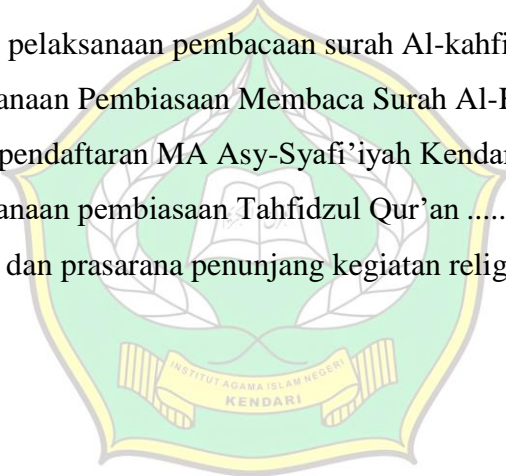 pelaksanaan pembacaan surah Al-kahfi
anaan Pembiasaan Membaca Surah Al-
pendaftaran MA Asy-Syafi’iyah Kendar
anaan pembiasaan Tahfidzul Qur’an .....
dan prasarana penunjang kegiatan relig
INSTITUT AGAMA ISLAM NEGERI
KENDARI